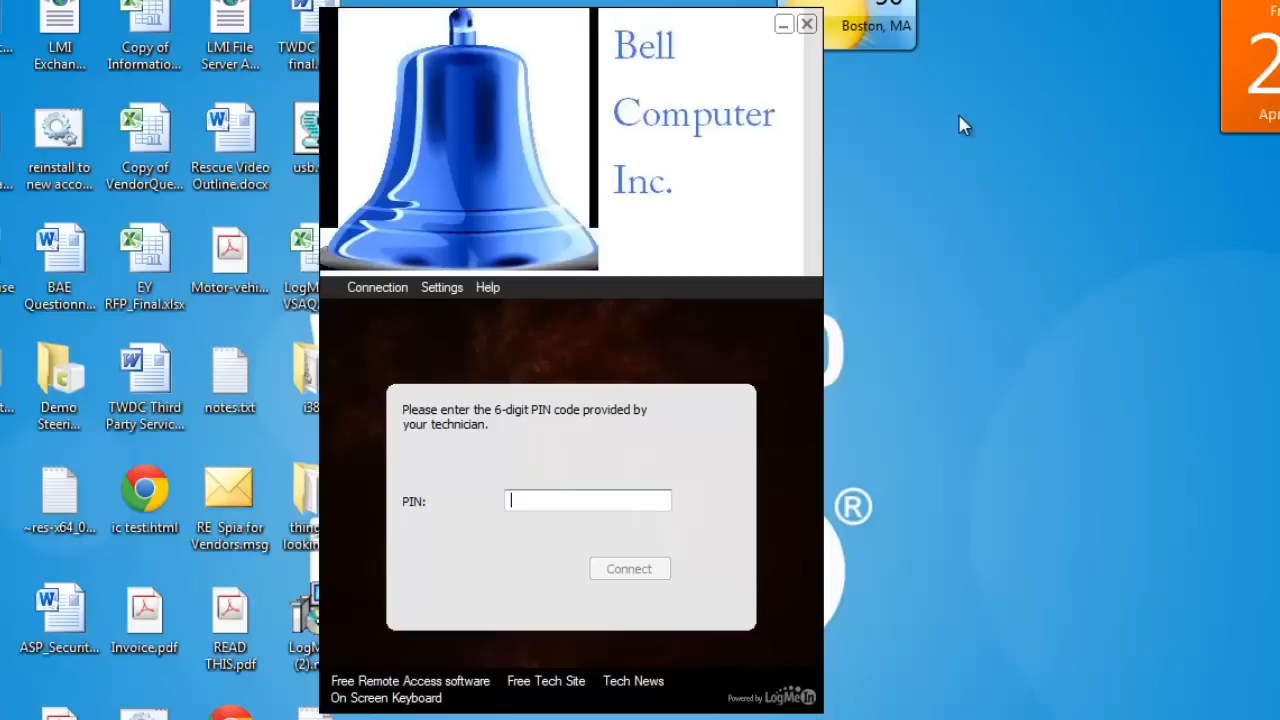 LMI
Exchan...
Copy of
Informatio...
LMI File
Server A...
TWDC
final.
Bell
Computer
Inc.
Boston, MA
Fr
2
Apr
reinstall to
new acco...
Copy of
VendorQue...
Rescue Video
Outline.docx
usb.
BAE
Questionn...
EY
RFP_Final.xlsx
Motor-vehi...
LogM
VSAQ
Connection Settings Help
Demo
Steeri...
TWDC Third
Party Servic...
notes.txt
i38
Please enter the 6-digit PIN code provided by
your technician.
PIN:
Connect
~res-x64_0...
ic test.html
RE Spia for
Vendors.msg
thing
lookin
®
ASP_Securit...
Invoice.pdf
READ
THIS.pdf
LogM
(2).r
Free Remote Access software Free Tech Site Tech News
On Screen Keyboard
Powered by LogMeIn